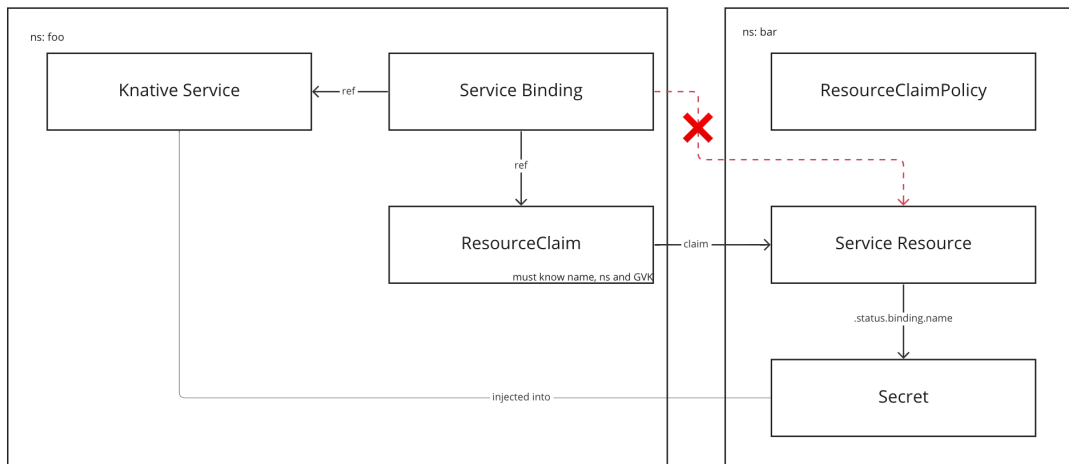 ns: foo
ns: bar
Knative Service
ref
Service Binding
ResourceClaimPolicy
ref
ResourceClaim
must know name, ns and GVK
claim
Service Resource
.status.binding.name
Secret
injected into